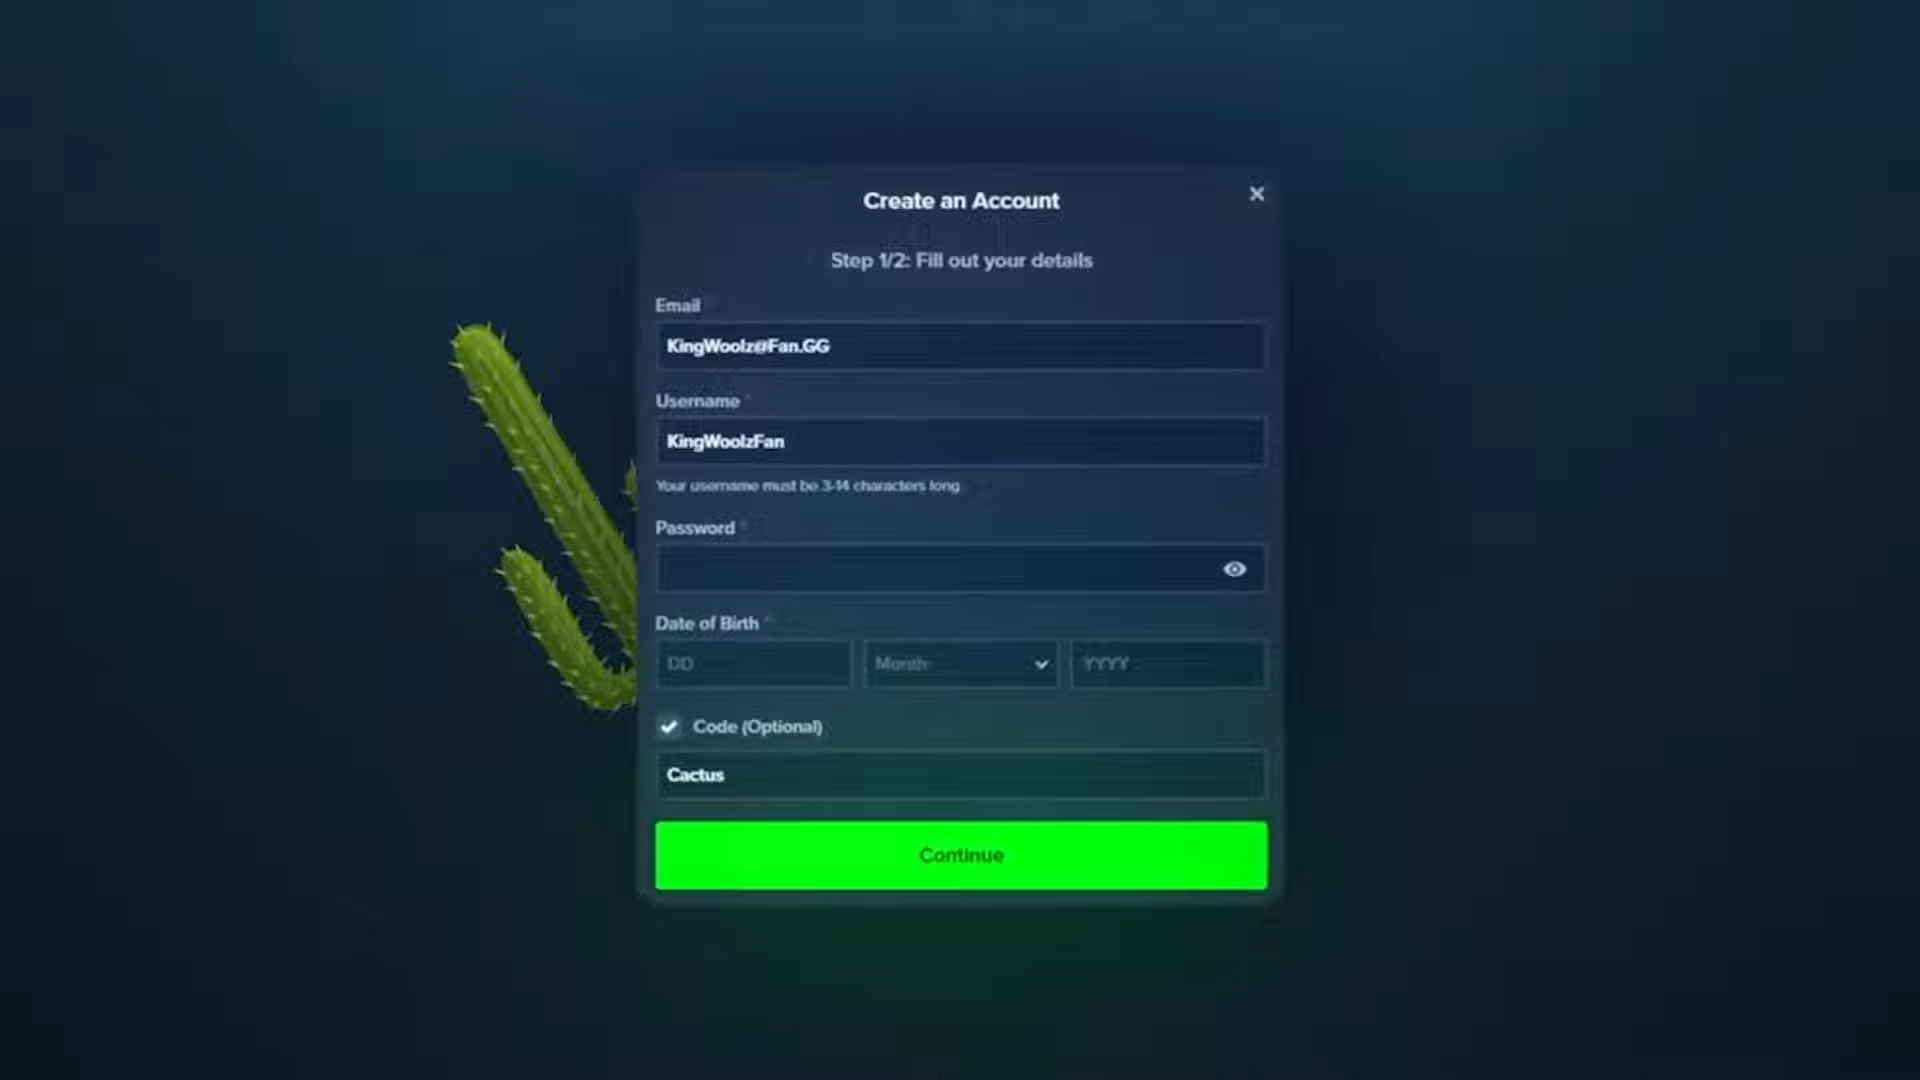 Create an Account
Step 1/2: Fill out your details
Email
KingWoolz@Fan.GG
Username *
KingWoolzFan
Your username must be 3-14 characters long
Password *
Date of Birth *
DD Month YYYY
Code (Optional)
Cactus
Continue